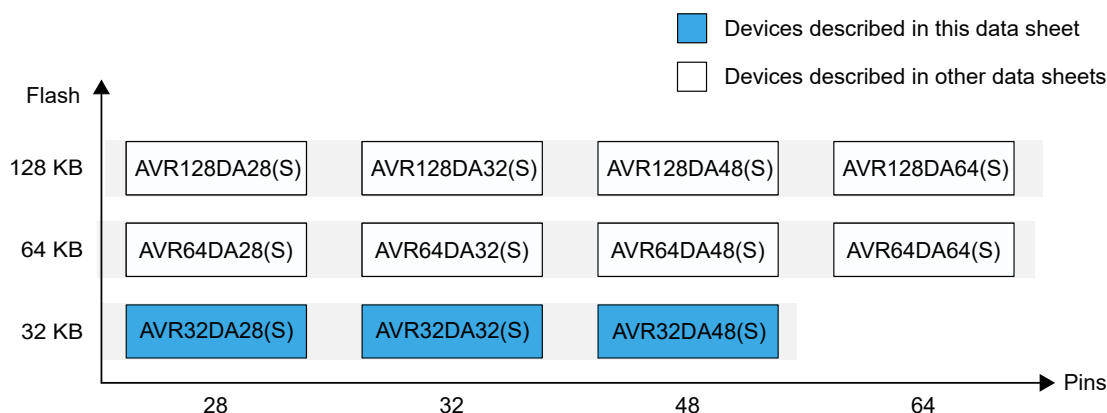 Devices described in this data sheet
Devices described in other data sheets
Flash
128 KB
AVR128DA28(S)
AVR128DA32(S)
AVR128DA48(S)
AVR128DA64(S)
64 KB
AVR64DA28(S)
AVR64DA32(S)
AVR64DA48(S)
AVR64DA64(S)
32 KB
AVR32DA28(S)
AVR32DA32(S)
AVR32DA48(S)
Pins
28
32
48
64